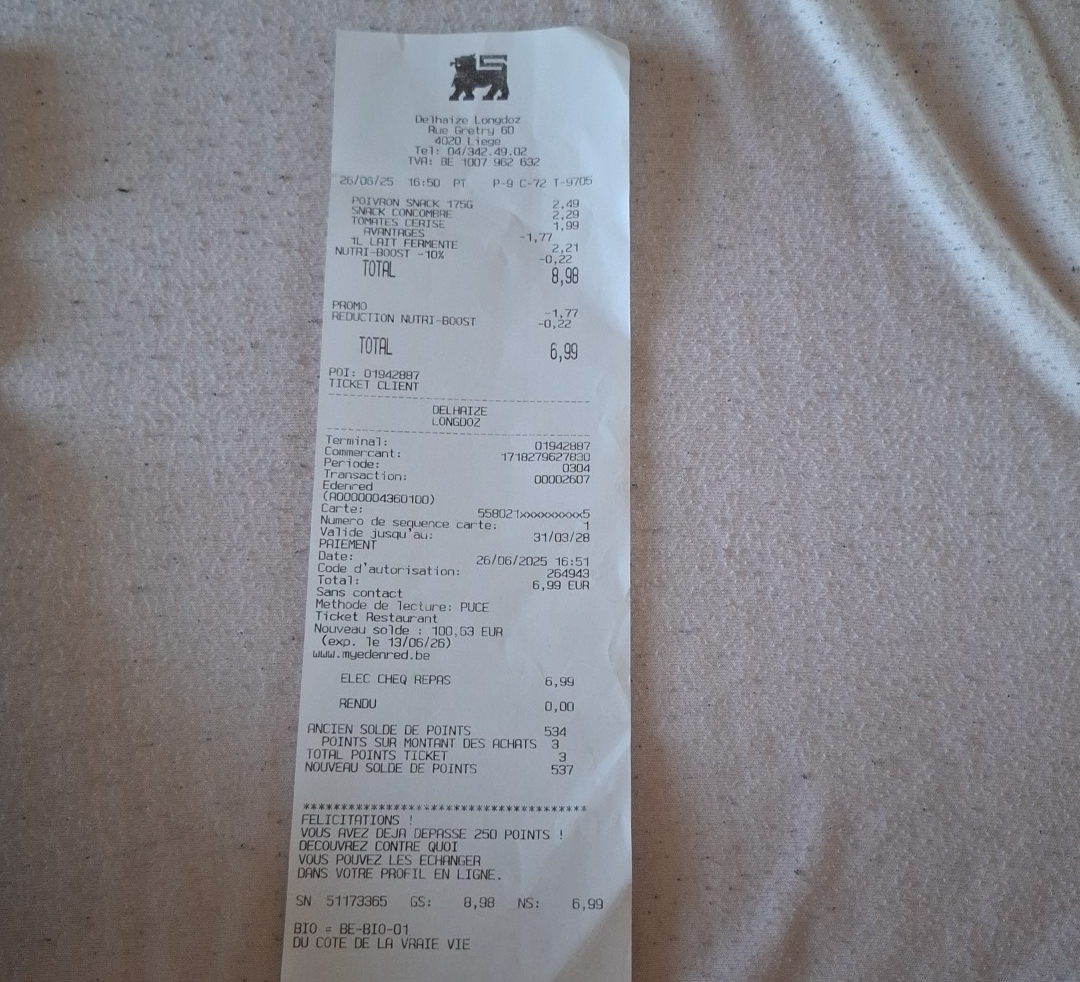 Delhaize Longdoz
Rue Gretry 60
4020 Liege
Tel: 04/342.49.02
TVA: BE 1007 962 632
26/06/25 16:50 PT P-9 C-72 T-9705
POIVRON SNACK 175G 2,49
SNACK CONCOMBRE 2,29
TOMATES CERISE 1,99
AVANTAGES -1,77
1L LAIT FERMENTE 2,21
NUTRI-BOOST -10% -0,22
TOTAL 8,98
PROMO -1,77
REDUCTION NUTRI-BOOST -0,22
TOTAL 6,99
POI: 01942887
TICKET CLIENT
DELHAIZE
LONGDOZ
Terminal: 01942887
Commercant: 1718279627830
Periode: 0304
Transaction: 00002607
Edenred
(A0000004360100)
Carte: 558021xxxxxxxxx5
Numero de sequence carte: 1
Valide jusqu'au: 31/03/28
PAIEMENT
Date: 26/06/2025 16:51
Code d'autorisation: 264943
Total: 6,99 EUR
Sans contact
Methode de lecture: PUCE
Ticket Restaurant
Nouveau solde : 100,63 EUR
(exp. le 13/06/26)
www.myedenred.be
ELEC CHEQ REPAS 6,99
RENDU 0,00
ANCIEN SOLDE DE POINTS 534
POINTS SUR MONTANT DES ACHATS 3
TOTAL POINTS TICKET 3
NOUVEAU SOLDE DE POINTS 537
*************************************
FELICITATIONS !
VOUS AVEZ DEJA DEPASSE 250 POINTS !
DECOUVREZ CONTRE QUOI
VOUS POUVEZ LES ECHANGER
DANS VOTRE PROFIL EN LIGNE.
SN 51173365 GS: 8,98 NS: 6,99
BIO = BE-BIO-01
DU COTE DE LA VRAIE VIE